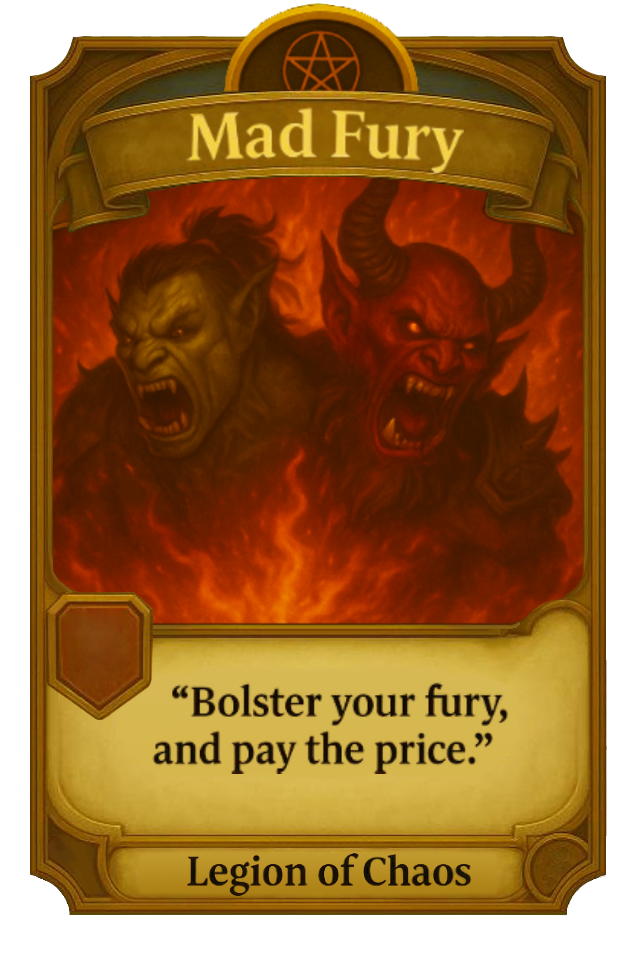 Mad Fury
“Bolster your fury,
and pay the price.”
Legion of Chaos